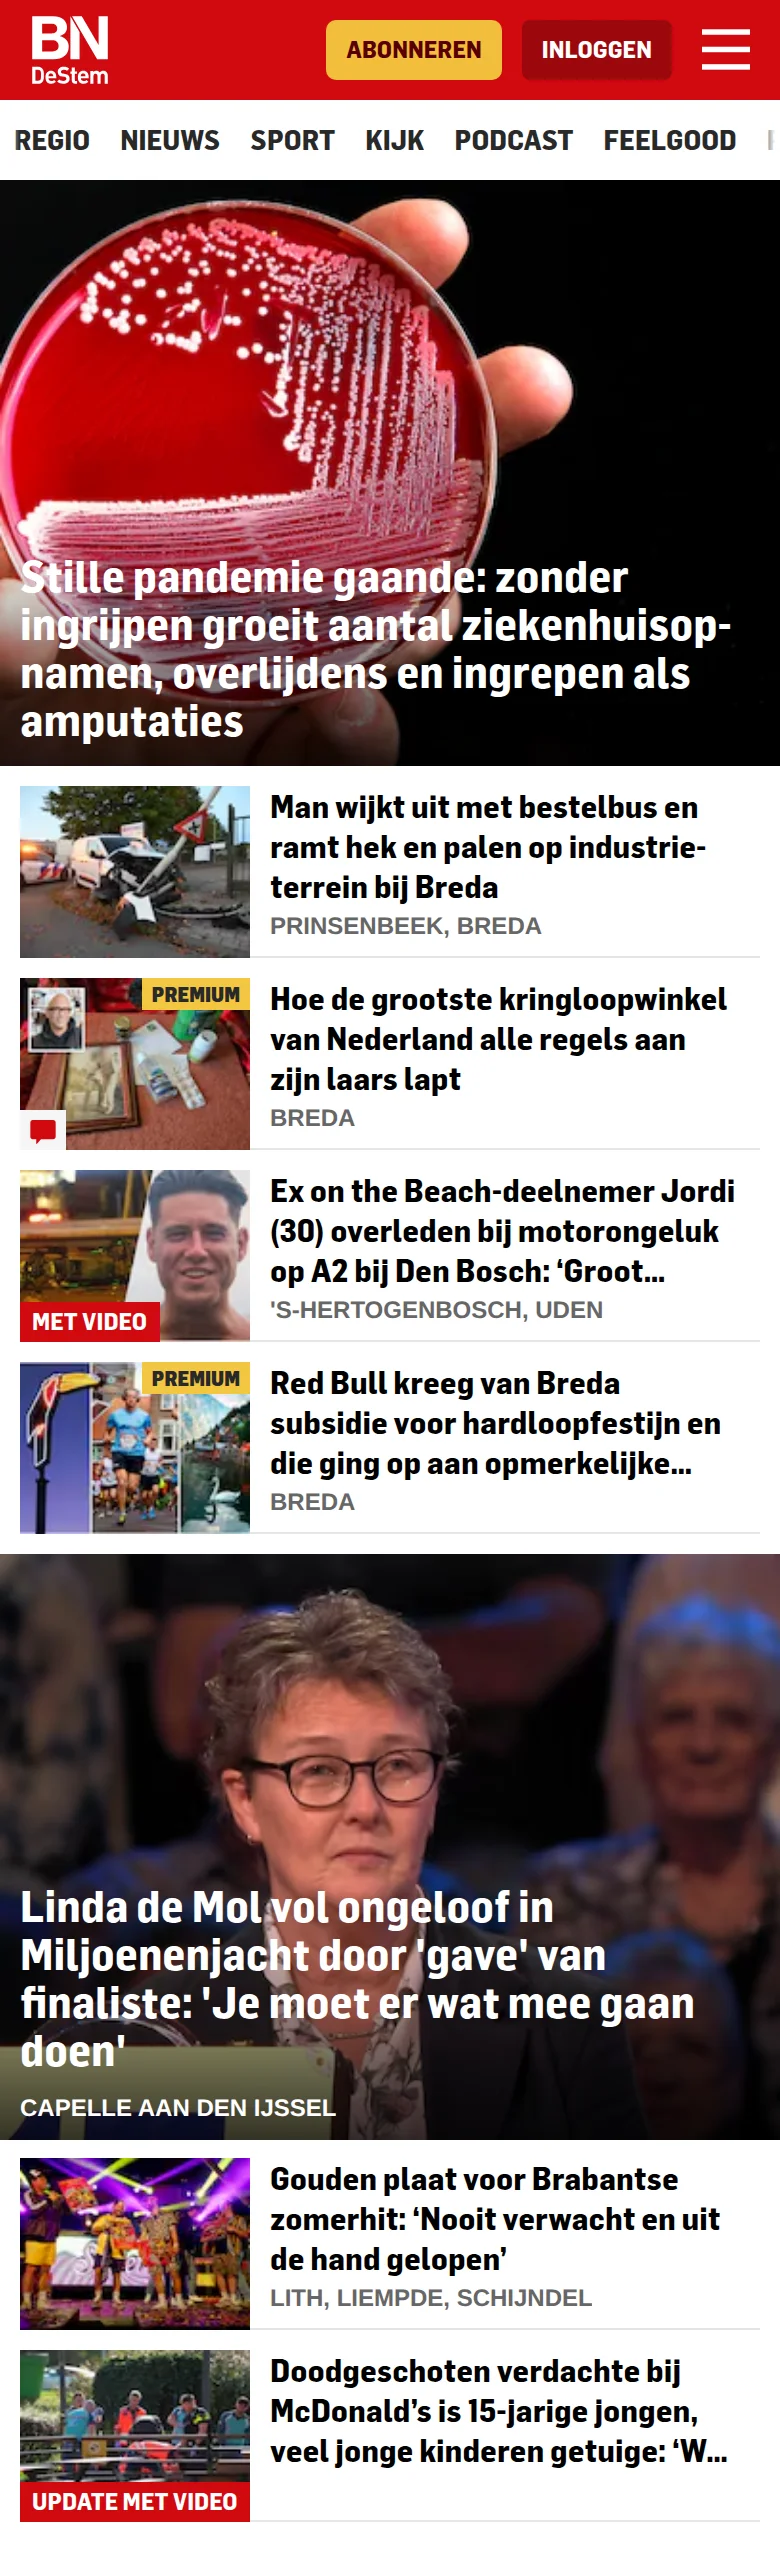 BN
DeStem
ABONNEREN
INLOGGEN
REGIO NIEUWS SPORT KIJK PODCAST FEELGOOD
Stille pandemie gaande: zonder
ingrijpen groeit aantal ziekenhuisop-
namen, overlijdens en ingrepen als
amputaties
Man wijkt uit met bestelbus en
ramt hek en palen op industrie-
terrein bij Breda
PRINSENBEEK, BREDA
PREMIUM
Hoe de grootste kringloopwinkel
van Nederland alle regels aan
zijn laars lapt
BREDA
Ex on the Beach-deelnemer Jordi
(30) overleden bij motorongeluk
op A2 bij Den Bosch: ‘Groot...
'S-HERTOGENBOSCH, UDEN
MET VIDEO
PREMIUM
Red Bull kreeg van Breda
subsidie voor hardloopfestijn en
die ging op aan opmerkelijke...
BREDA
Linda de Mol vol ongeloof in
Miljoenenjacht door 'gave' van
finaliste: 'Je moet er wat mee gaan
doen'
CAPELLE AAN DEN IJSSEL
Gouden plaat voor Brabantse
zomerhit: ‘Nooit verwacht en uit
de hand gelopen’
LITH, LIEMPDE, SCHIJNDEL
Doodgeschoten verdachte bij
McDonald’s is 15-jarige jongen,
veel jonge kinderen getuige: ‘W...
UPDATE MET VIDEO